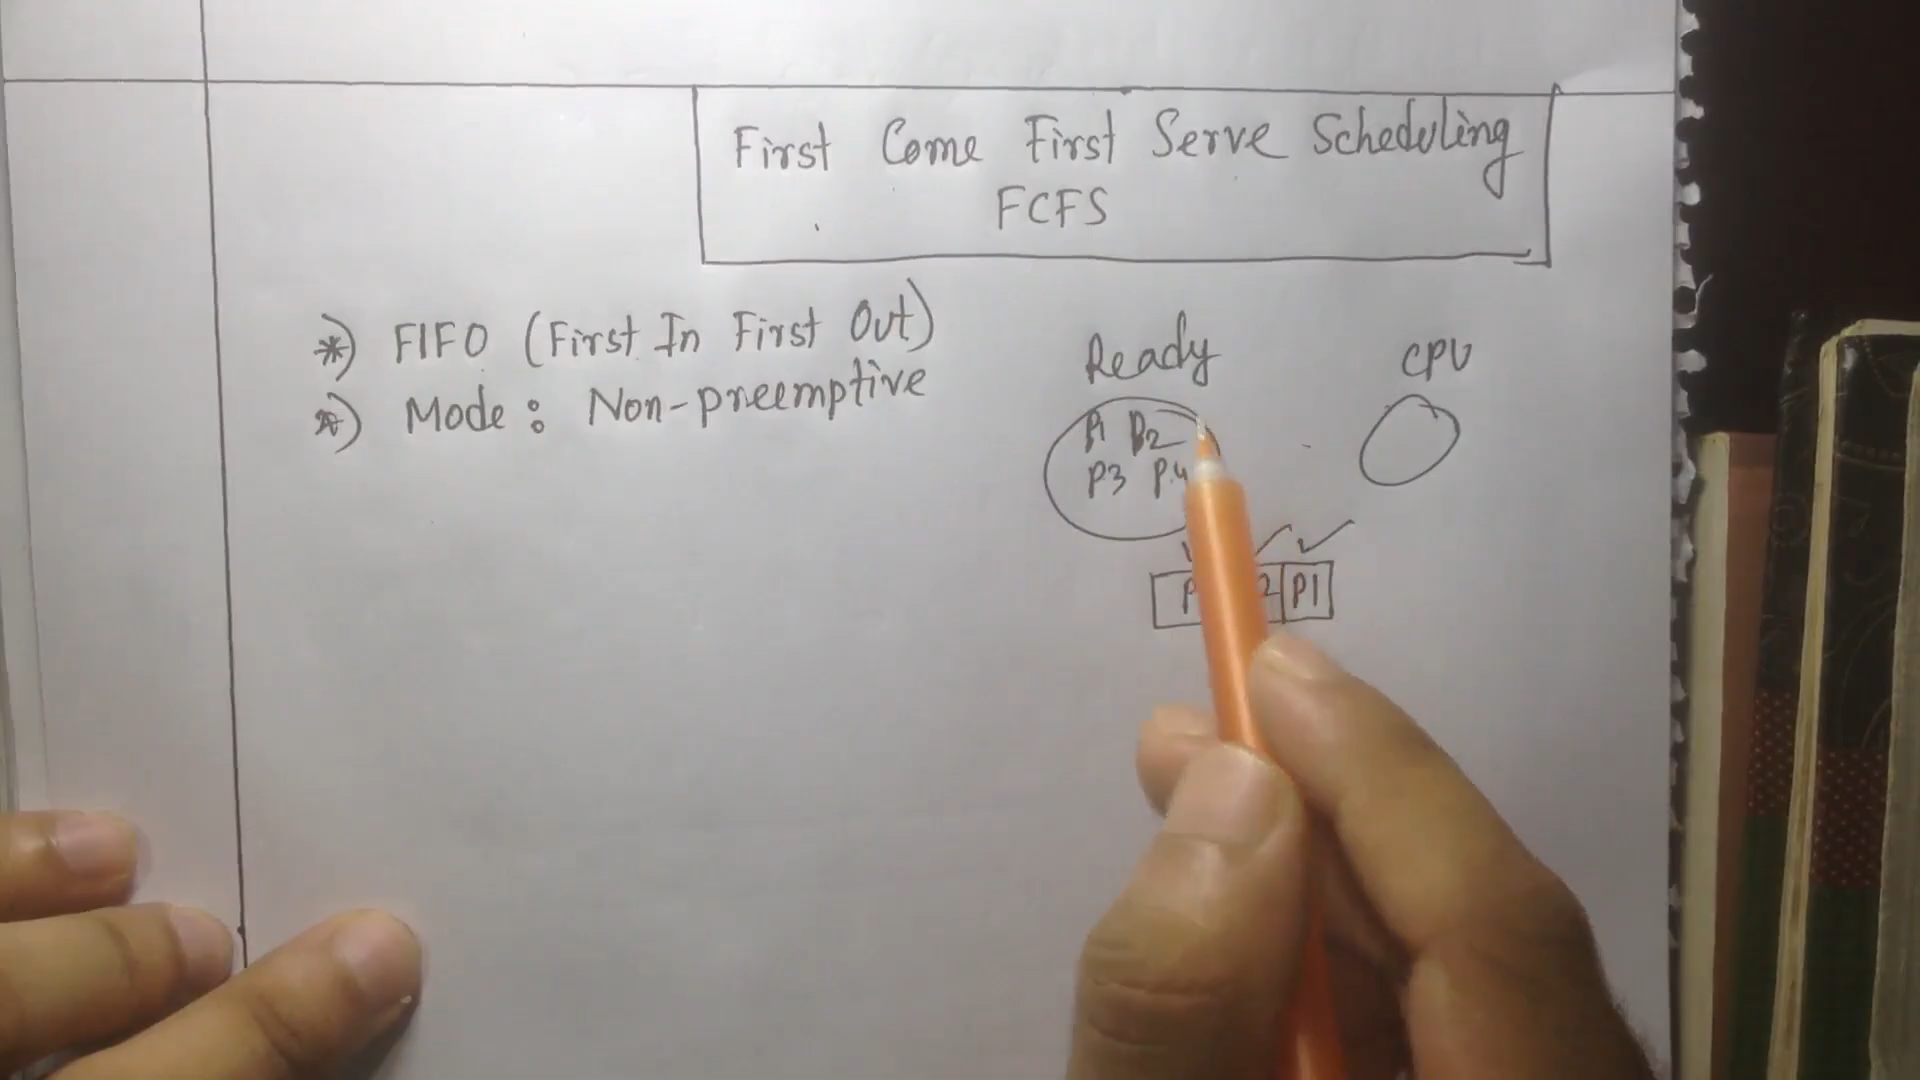 First Come First Serve Scheduling
FCFS
*) FIFO (First In First Out)
*) Mode : Non-preemptive
Ready
CPU
P1 P2
P3 P4
P1